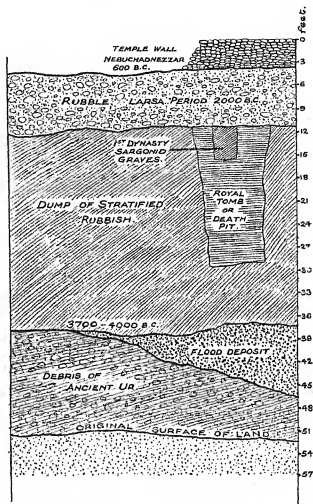 feet.
0
TEMPLE WALL
NEBUCHADNEZZAR
600 B.C.
3
6
RUBBLE LARSA PERIOD 2000 B.C.
9
12
1ST DYNASTY
SARGONID
GRAVES.
15
18
ROYAL
TOMB
OR
DEATH
PIT.
21
DUMP OF STRATIFIED
RUBBISH.
24
27
30
33
36
3700-4000 B.C.
39
FLOOD DEPOSIT
42
DEBRIS OF
ANCIENT UR
45
48
ORIGINAL SURFACE OF LAND.
51
54
57